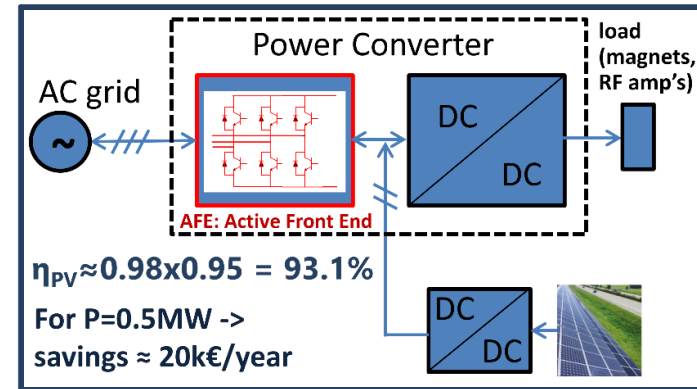 Power Converter
load
(magnets,
RF amp's)
AC grid
~
DC
DC
AFE: Active Front End
ηPV≈0.98x0.95 = 93.1%
For P=0.5MW ->
savings ≈ 20k€/year
DC
DC